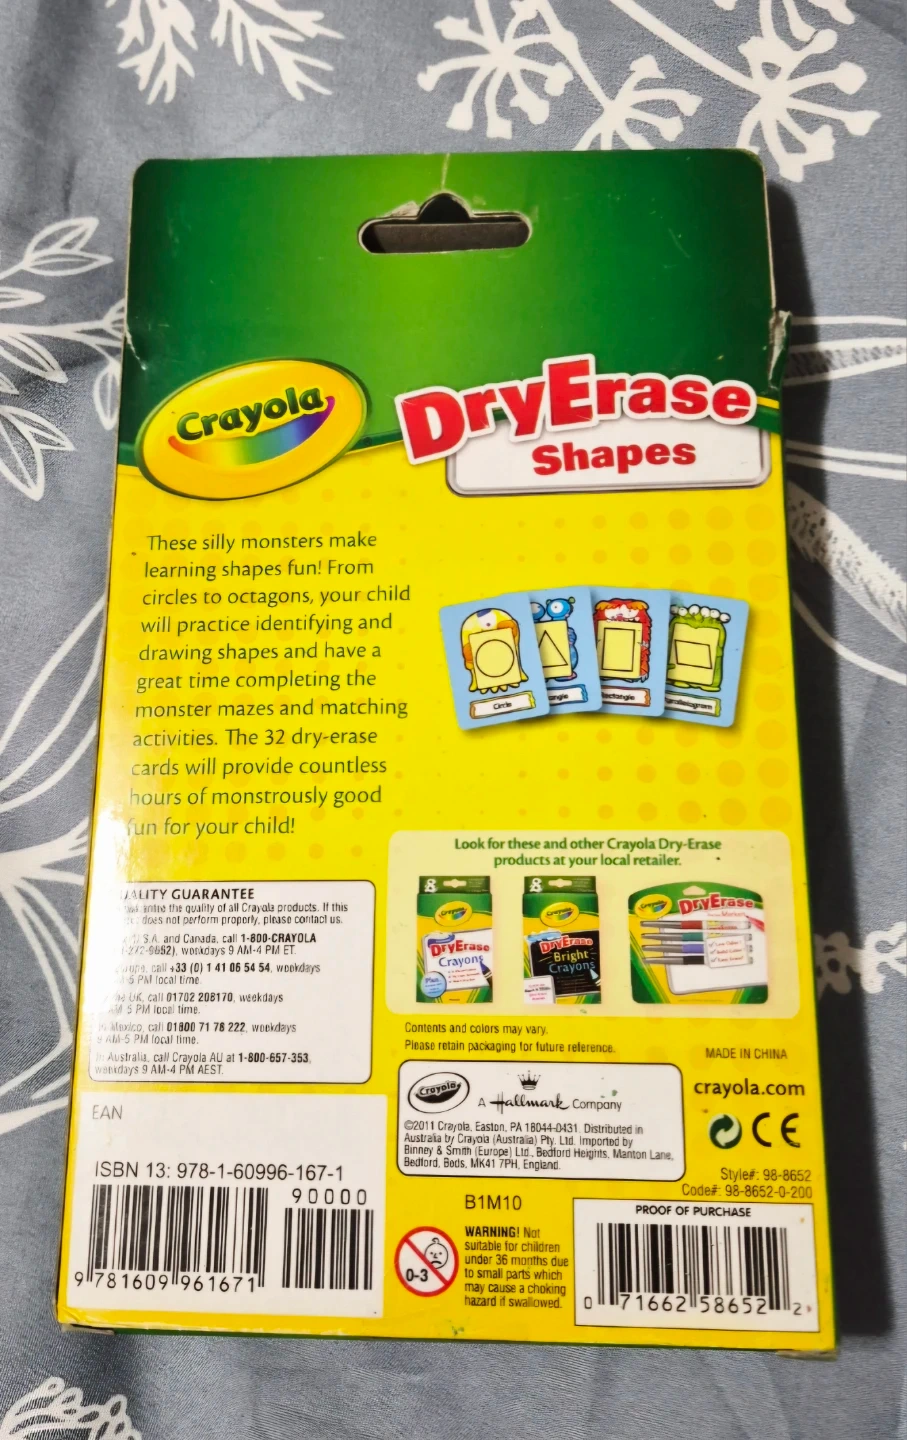 Crayola
DryErase
Shapes
These silly monsters make
learning shapes fun! From
circles to octagons, your child
will practice identifying and
drawing shapes and have a
great time completing the
monster mazes and matching
activities. The 32 dry-erase
cards will provide countless
hours of monstrously good
fun for your child!
Circle
Rectangle
Look for these and other Crayola Dry-Erase
products at your local retailer.
Crayola
DryErase
Crayons
Crayola
DryErase
Bright
Crayons
Crayola
DryErase
Markers
QUALITY GUARANTEE
the quality of all Crayola products. If this
does not perform properly, please contact us.
and Canada, call 1-800-CRAYOLA
weekdays 9 AM-4 PM ET.
call +33 (0) 1 41 06 54 54, weekdays
5 PM local time.
UK, call 01702 208170, weekdays
5 PM local time.
Mexico, call 01800 71 78 222, weekdays
9 AM-5 PM local time.
In Australia, call Crayola AU at 1-800-657-353,
weekdays 9 AM-4 PM AEST.
Contents and colors may vary.
Please retain packaging for future reference.
MADE IN CHINA
crayola.com
CE
Crayola
A Hallmark Company
©2011 Crayola, Easton, PA 18044-0431. Distributed in
Australia by Crayola (Australia) Pty. Ltd. Imported by
Binney & Smith (Europe) Ltd., Bedford Heights, Manton Lane,
Bedford, Beds, MK41 7PH, England.
Style#: 98-8652
Code#: 98-8652-0-200
EAN
ISBN 13: 978-1-60996-167-1
90000
9 781609 961671
B1M10
0-3
WARNING! Not
suitable for children
under 36 months due
to small parts which
may cause a choking
hazard if swallowed.
PROOF OF PURCHASE
0 71662 58652 2